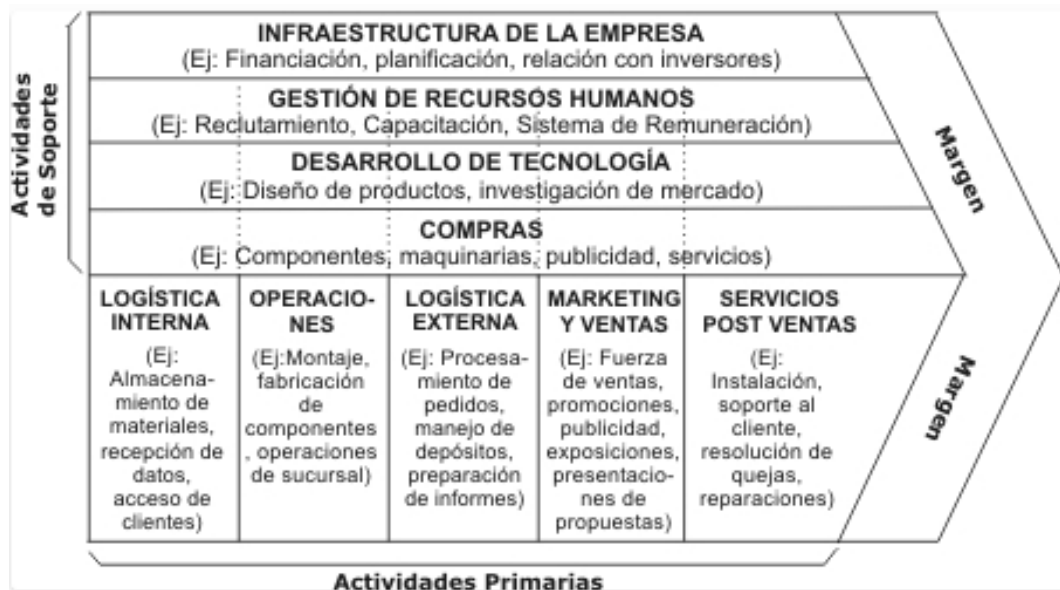 Actividades
de Soporte
INFRAESTRUCTURA DE LA EMPRESA
(Ej: Financiación, planificación, relación con inversores)
GESTIÓN DE RECURSOS HUMANOS
(Ej: Reclutamiento, Capacitación, Sistema de Remuneración)
DESARROLLO DE TECNOLOGÍA
(Ej: Diseño de productos, investigación de mercado)
COMPRAS
(Ej: Componentes, maquinarias, publicidad, servicios)
Margen
LOGÍSTICA
INTERNA
(Ej:
Almacena-
miento de
materiales,
recepción de
datos,
acceso de
clientes)
OPERACIO-
NES
(Ej:Montaje,
fabricación
de
componentes
, operaciones
de sucursal)
LOGÍSTICA
EXTERNA
(Ej: Procesa-
miento de
pedidos,
manejo de
depósitos,
preparación
de informes)
MARKETING
Y VENTAS
(Ej: Fuerza
de ventas,
promociones,
publicidad,
exposiciones,
presentacio-
nes de
propuestas)
SERVICIOS
POST VENTAS
(Ej:
Instalación,
soporte al
cliente,
resolución de
quejas,
reparaciones)
Margen
Actividades Primarias